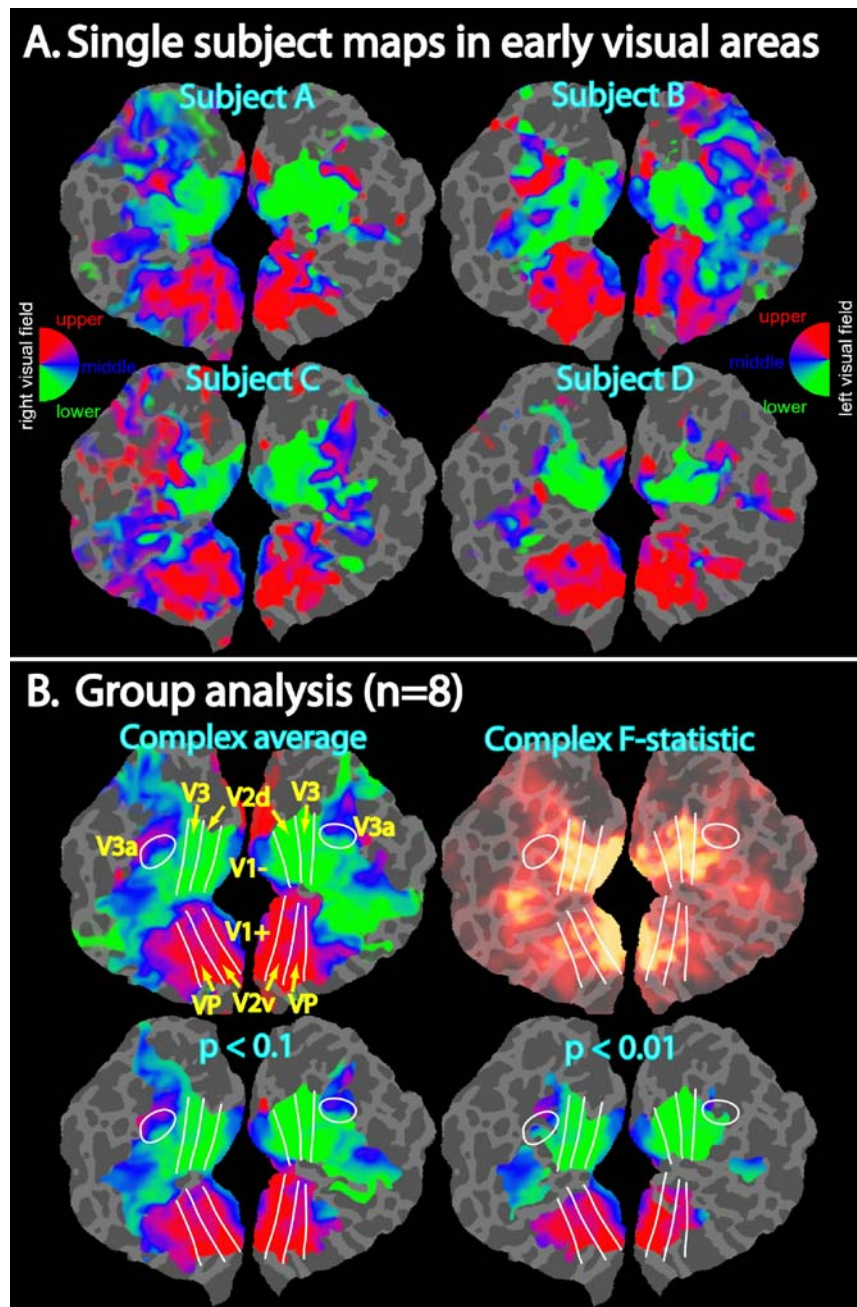 A. Single subject maps in early visual areas
Subject A
Subject B
right visual field
upper
middle
lower
upper
middle
lower
left visual field
Subject C
Subject D
B. Group analysis (n=8)
Complex average
Complex F-statistic
V3
V2d
V3
V3a
V3a
V1-
V1+
VP
V2v
VP
p < 0.1
p < 0.01